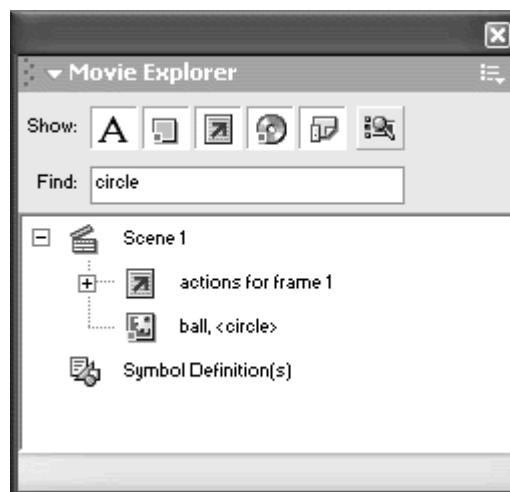 Movie Explorer
Show: A
Find: circle
Scene 1
actions for frame 1
ball, <circle>
Symbol Definition(s)